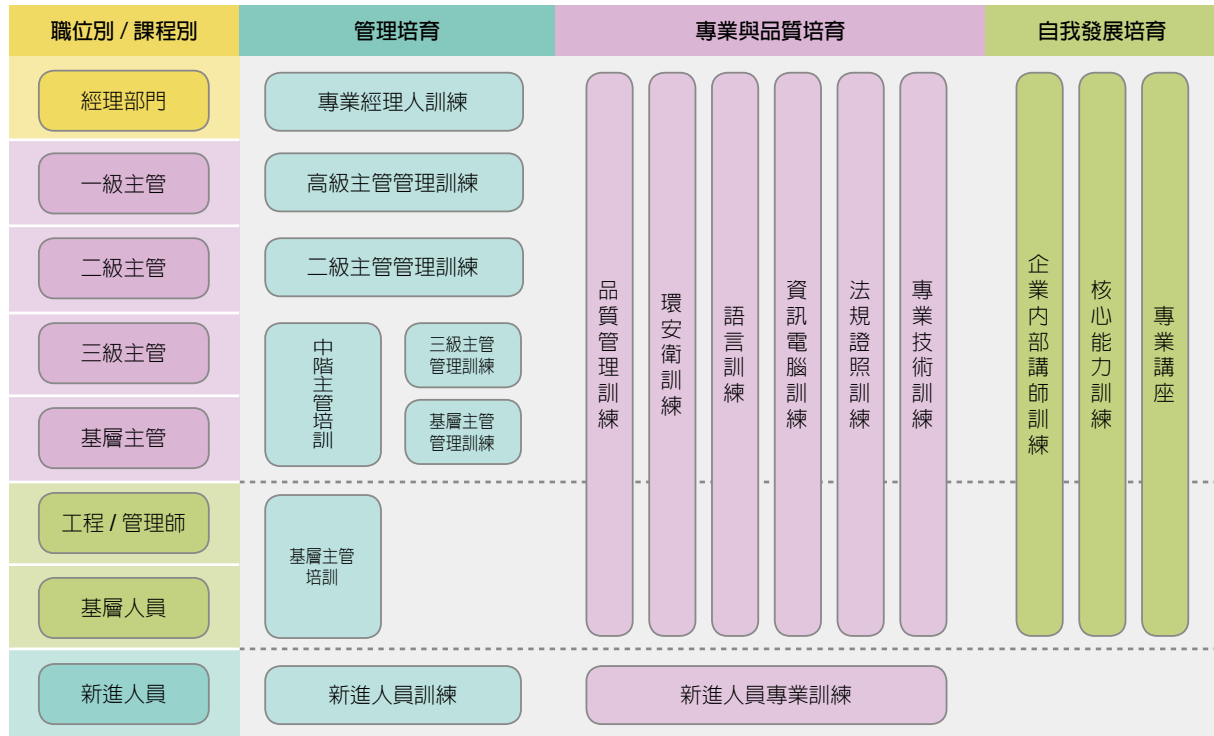 職位別 / 課程別
管理培育
專業與品質培育
自我發展培育
經理部門
專業經理人訓練
一級主管
高級主管管理訓練
二級主管
二級主管管理訓練
三級主管
中階主管培訓
三級主管
管理訓練
基層主管
基層主管
管理訓練
工程 / 管理師
基層主管
培訓
基層人員
品質管理訓練
環安衛訓練
語言訓練
資訊電腦訓練
法規證照訓練
專業技術訓練
企業內部講師訓練
核心能力訓練
專業講座
新進人員
新進人員訓練
新進人員專業訓練